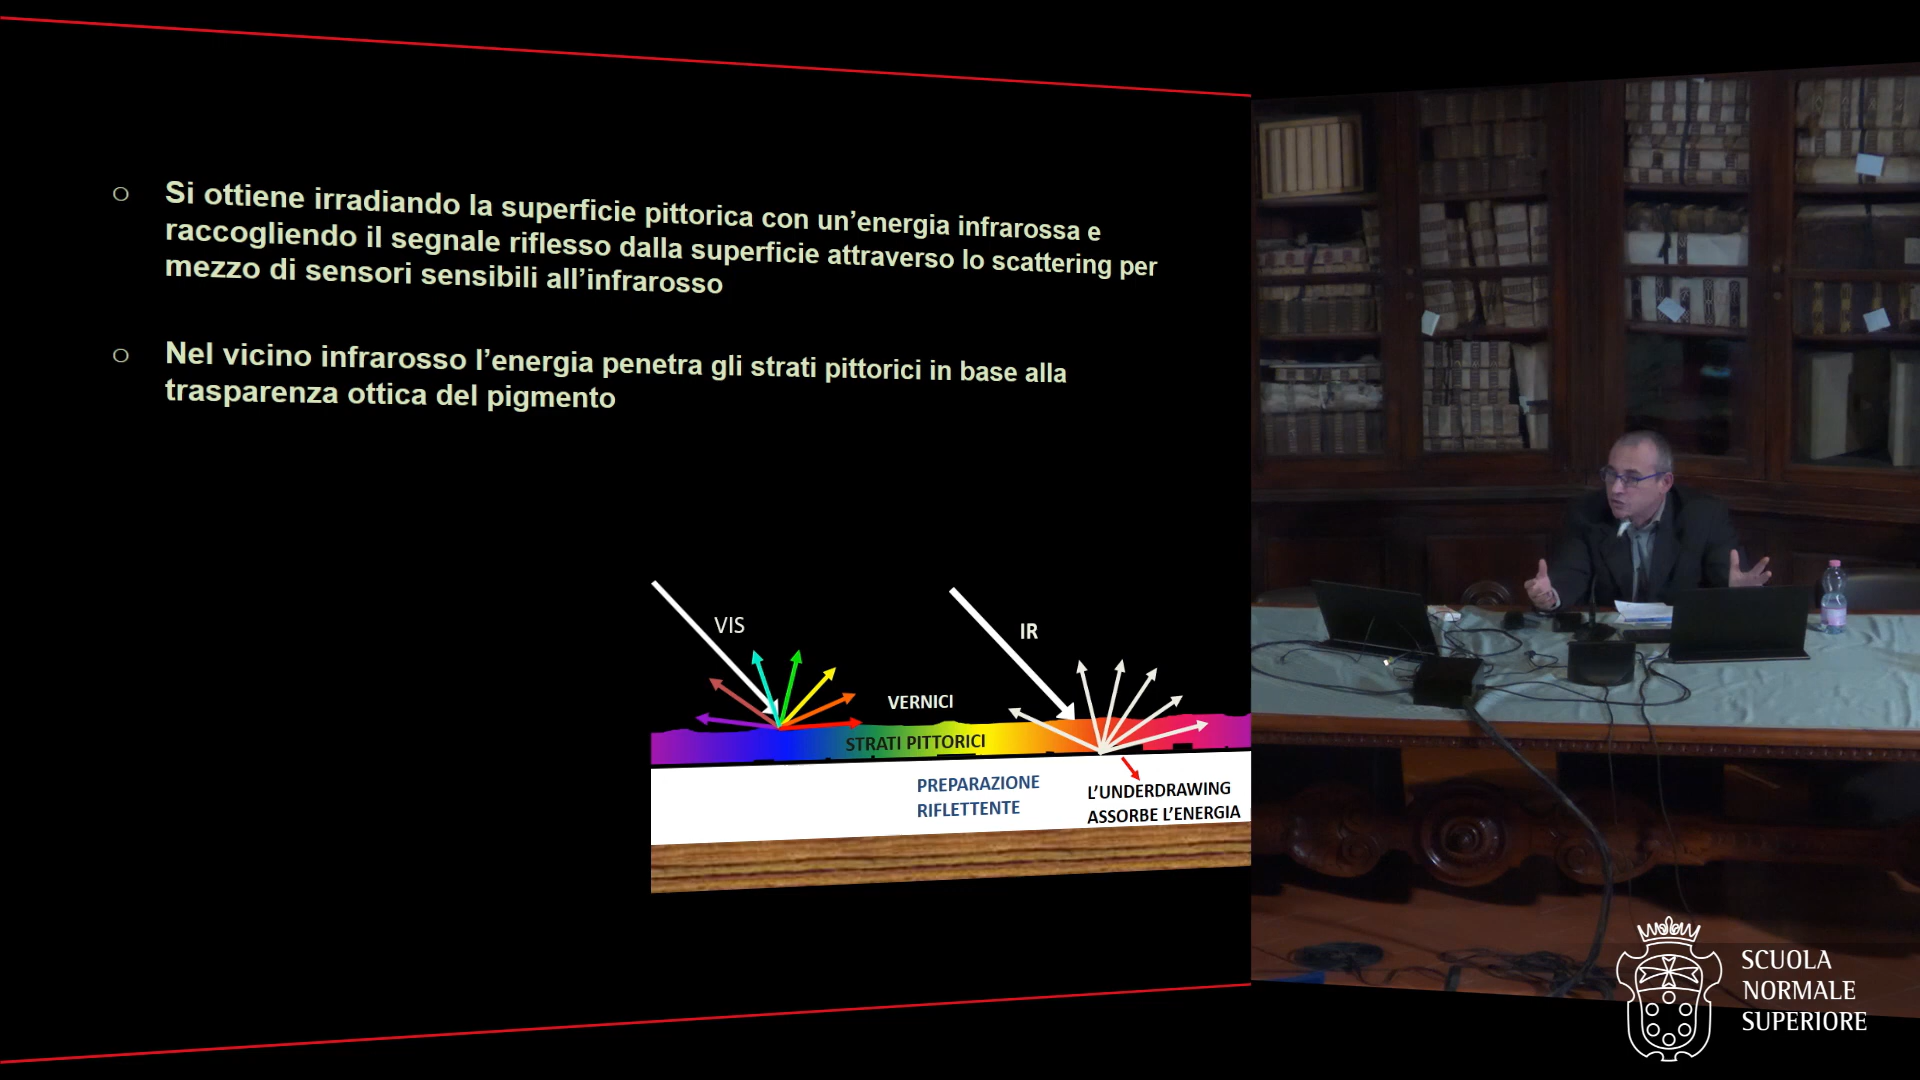 Si ottiene irradiando la superficie pittorica con un’energia infrarossa e
raccogliendo il segnale riflesso dalla superficie attraverso lo scattering per
mezzo di sensori sensibili all’infrarosso
Nel vicino infrarosso l’energia penetra gli strati pittorici in base alla
trasparenza ottica del pigmento
VIS
IR
VERNICI
STRATI PITTORICI
PREPARAZIONE
RIFLETTENTE
L’UNDERDRAWING
ASSORBE L’ENERGIA
SCUOLA
NORMALE
SUPERIORE